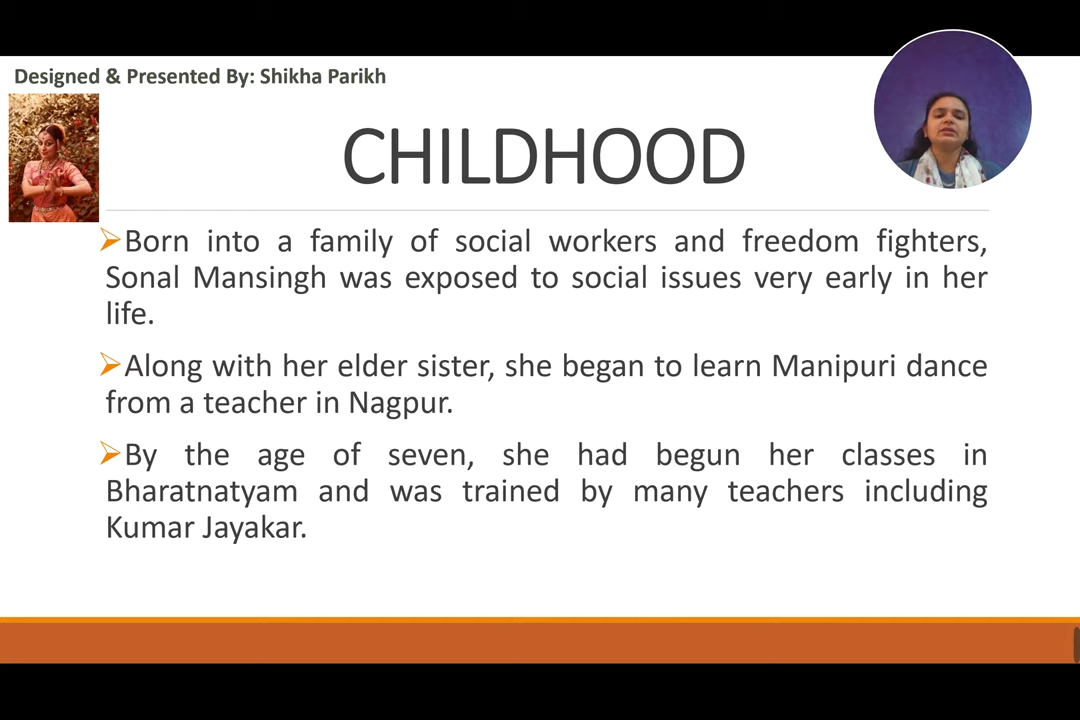 Designed & Presented By: Shikha Parikh
CHILDHOOD
Born into a family of social workers and freedom fighters,
Sonal Mansingh was exposed to social issues very early in her
life.
Along with her elder sister, she began to learn Manipuri dance
from a teacher in Nagpur.
By the age of seven, she had begun her classes in
Bharatnatyam and was trained by many teachers including
Kumar Jayakar.